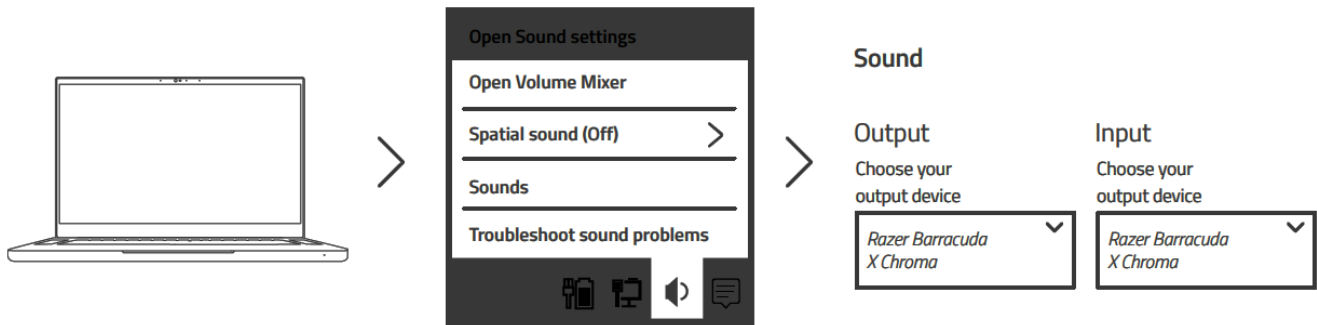 Open Sound settings
Open Volume Mixer
Spatial sound (Off)
Sounds
Troubleshoot sound problems
Sound
Output
Choose your
output device
Razer Barracuda
X Chroma
Input
Choose your
output device
Razer Barracuda
X Chroma